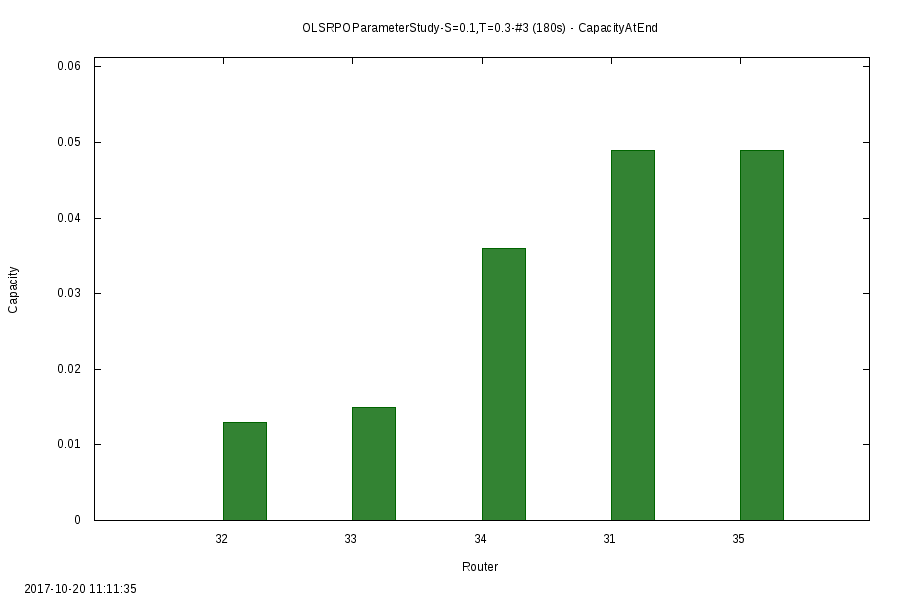 OLSRPOParameterStudy-S=0.1,T=0.3-#3 (180s) - CapacityAtEnd
0.06
0.05
0.04
0.03
0.02
0.01
0
Capacity
32 33 34 31 35
Router
2017-10-20 11:11:35